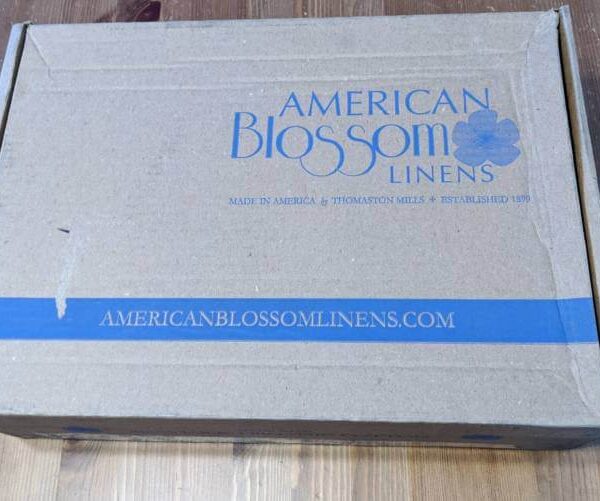 AMERICAN
Blossom
LINENS
MADE IN AMERICA & THOMASTON MILLS + ESTABLISHED 1899
AMERICANBLOSSOMLINENS.COM